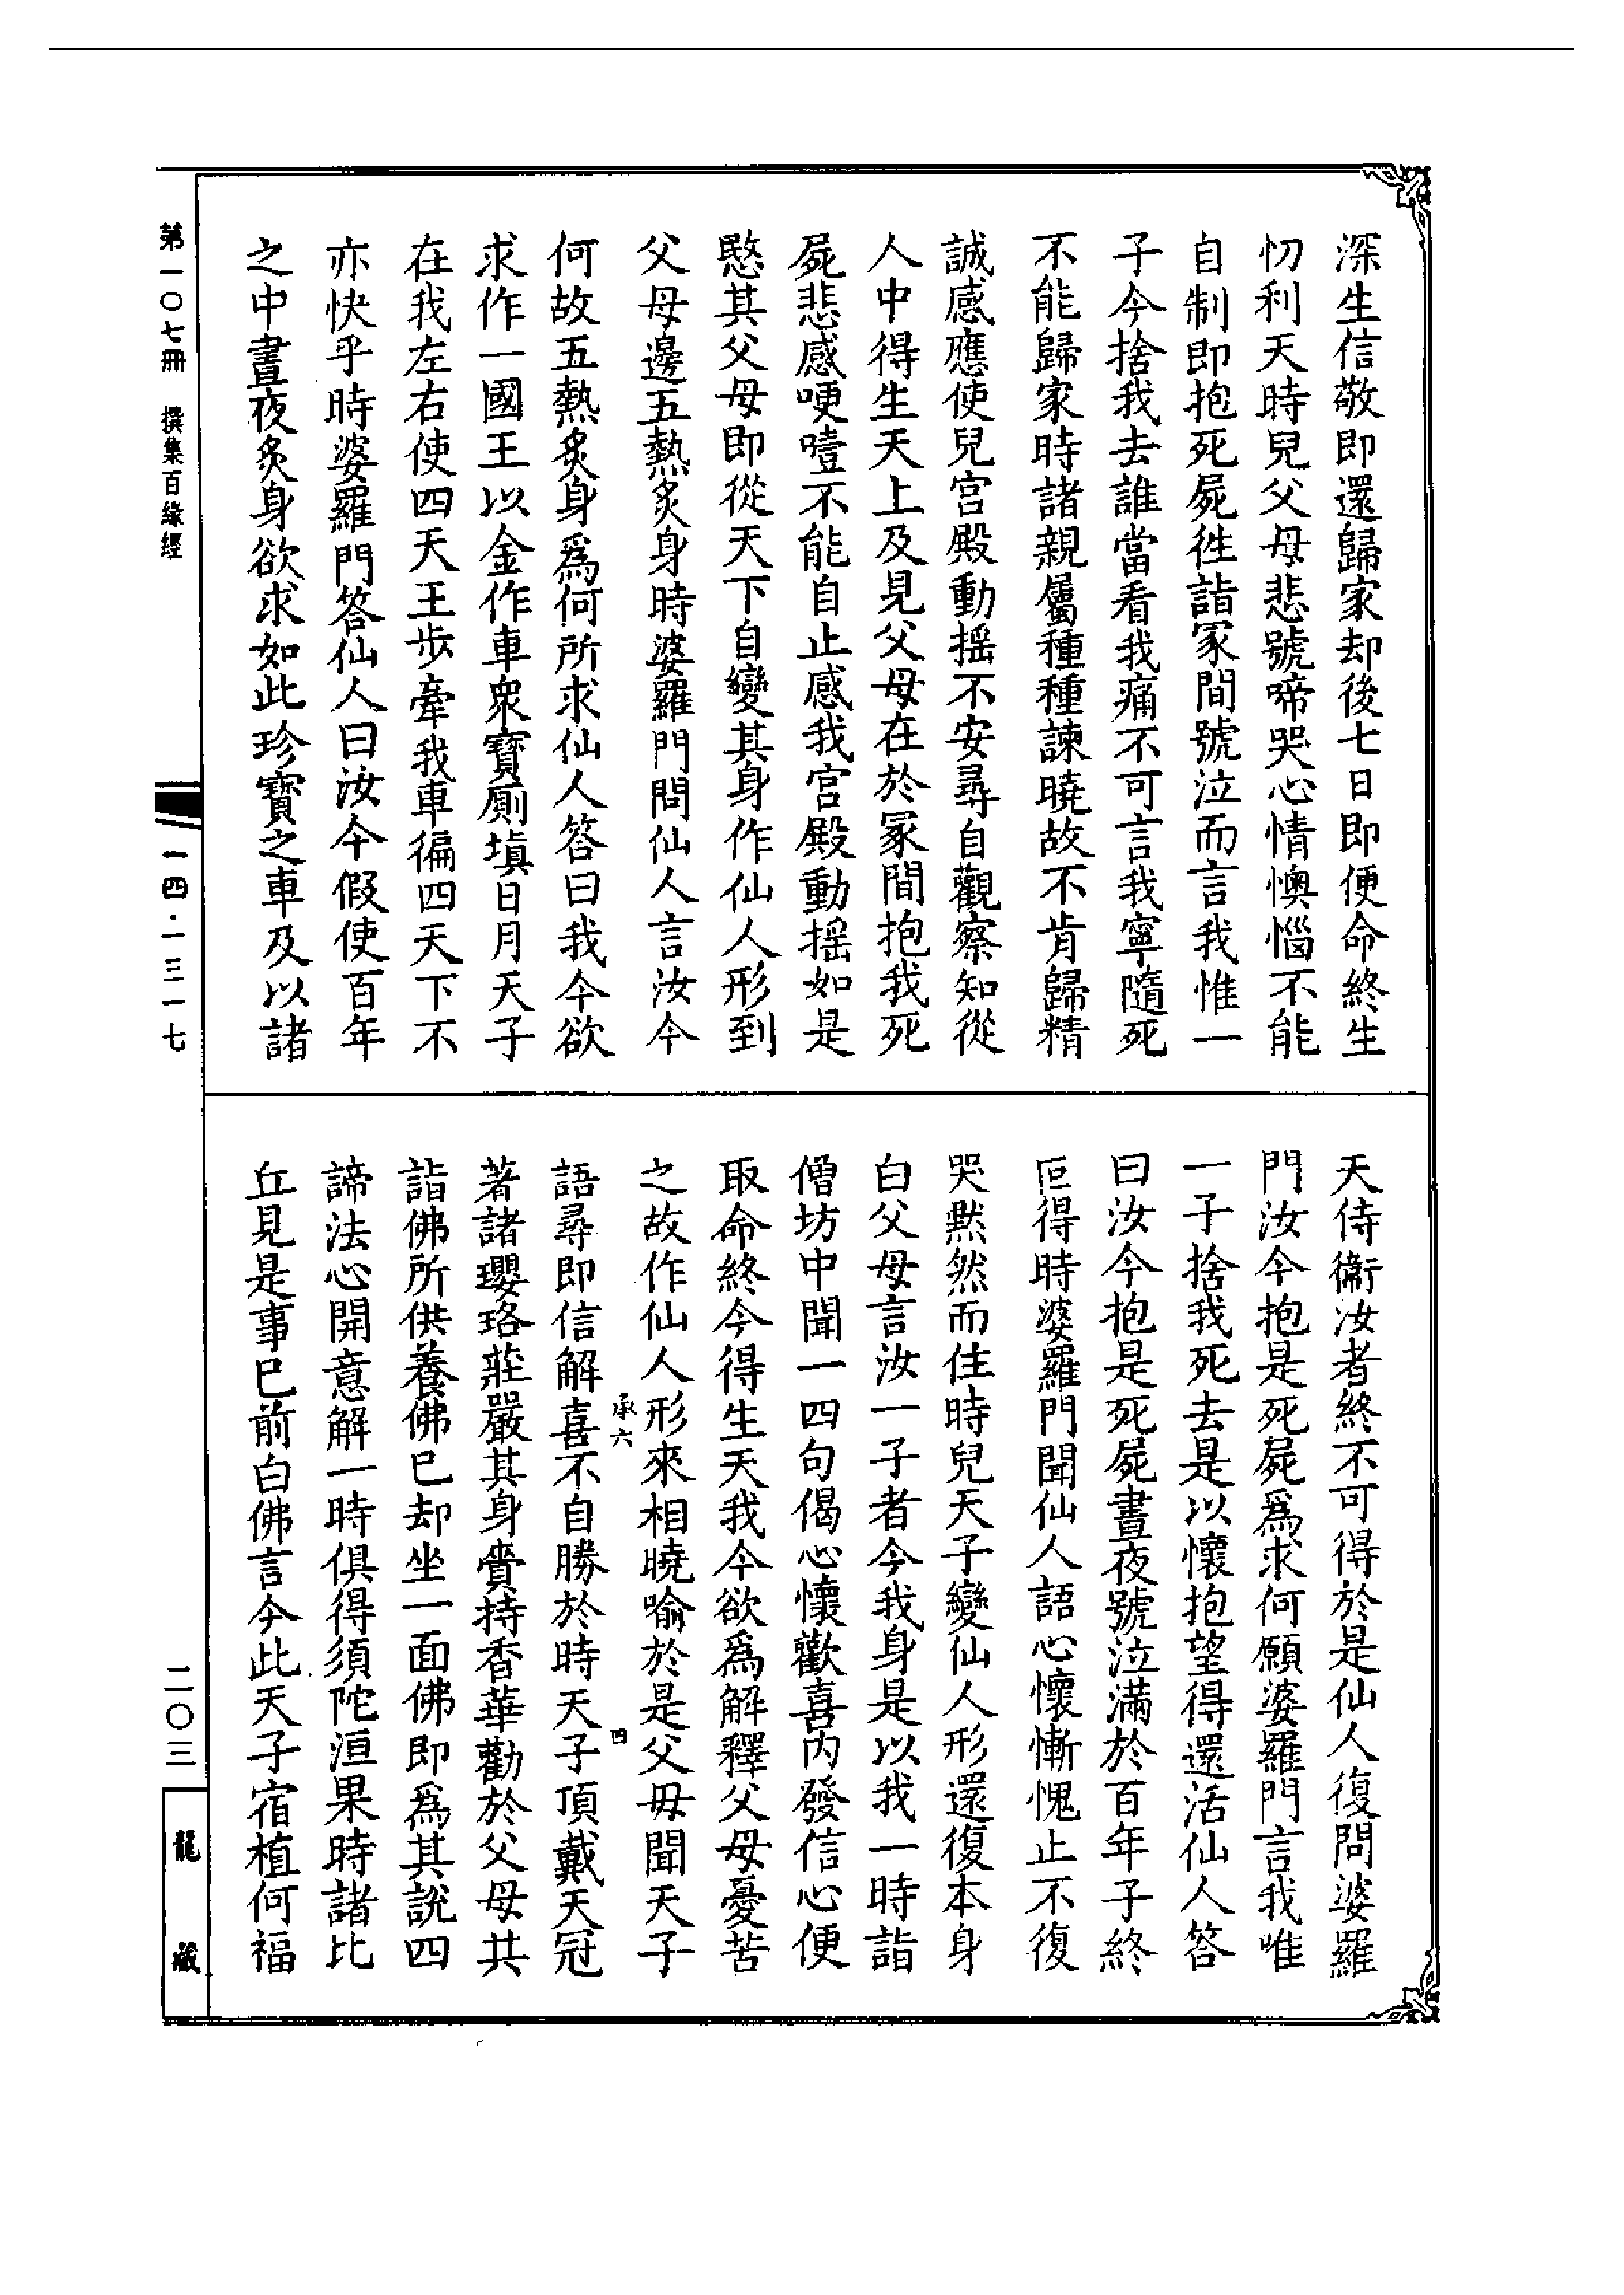 深生信敬即還歸家却後七日即便命終生
忉利天時兒父母悲號啼哭心情懊惱不能
自制即抱死屍徃詣冢間號泣而言我惟一
子今捨我去誰當看我痛不可言我寧隨死
不能歸家時諸親屬種種諫曉故不肯歸精
誠感應使兒宫殿動揺不安尋自觀察知從
人中得生天上及見父母在於冢間抱我死
屍悲感哽噎不能自止感我宫殿動揺如是
愍其父母即從天下自變其身作仙人形到
父母邊五熱炙身時婆羅門問仙人言汝今
何故五熱炙身爲何所求仙人答曰我今欲
求作一國王以金作車衆寶廁塡日月天子
在我左右使四天王步牽我車徧四天下不
亦快乎時婆羅門答仙人曰汝今假使百年
之中晝夜炙身欲求如此珍寶之車及以諸
天侍衞汝者終不可得於是仙人復問婆羅
門汝今抱是死屍爲求何願婆羅門言我唯
一子捨我死去是以懷抱望得還活仙人答
曰汝今抱是死屍晝夜號泣滿於百年子終
叵得時婆羅門聞仙人語心懷慚愧止不復
哭黙然而住時兒天子變仙人形還復本身
白父母言汝一子者今我身是以我一時詣
僧坊中聞一四句偈心懷歡喜内發信心便
取命終今得生天我今欲爲解釋父母憂苦
之故作仙人形來相曉喻於是父母聞天子
承六
四
語尋即信解喜不自勝於時天子頂戴天冠
著諸瓔珞莊嚴其身賫持香華勸於父母共
詣佛所供養佛已却坐一面佛即爲其說四
諦法心開意解一時俱得須陀洹果時諸比
丘見是事已前白佛言今此天子宿植何福
第一〇七冊 撰集百緣經
一四·一三一七
二〇三
龍藏